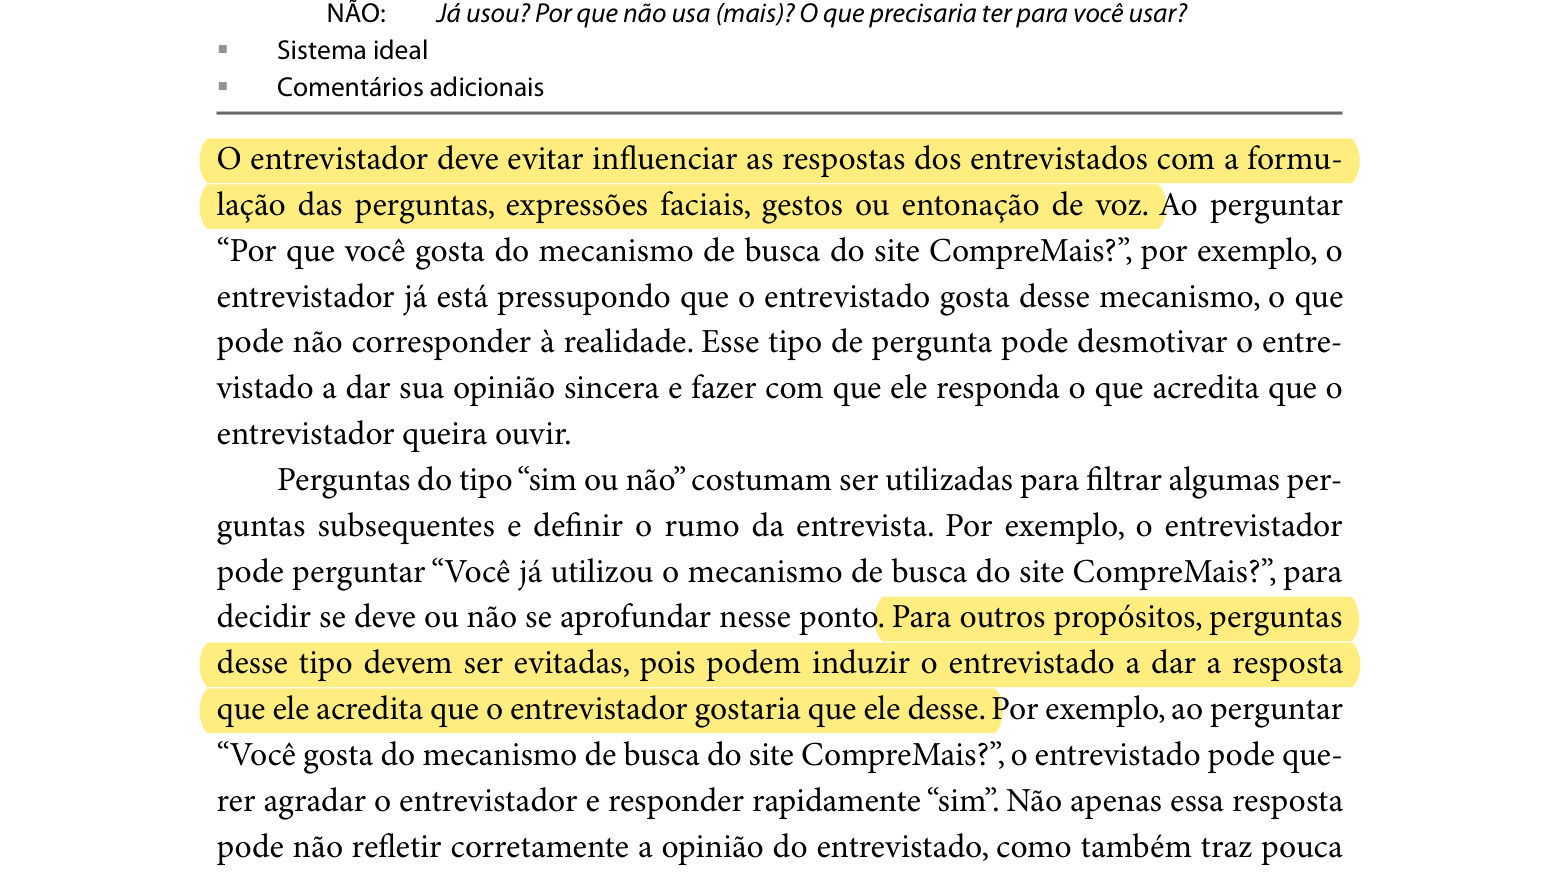 NÃO: Já usou? Por que não usa (mais)? O que precisaria ter para você usar?
▪ Sistema ideal
▪ Comentários adicionais
O entrevistador deve evitar influenciar as respostas dos entrevistados com a formu-
lação das perguntas, expressões faciais, gestos ou entonação de voz. Ao perguntar
“Por que você gosta do mecanismo de busca do site CompreMais?”, por exemplo, o
entrevistador já está pressupondo que o entrevistado gosta desse mecanismo, o que
pode não corresponder à realidade. Esse tipo de pergunta pode desmotivar o entre-
vistado a dar sua opinião sincera e fazer com que ele responda o que acredita que o
entrevistador queira ouvir.
Perguntas do tipo “sim ou não” costumam ser utilizadas para filtrar algumas per-
guntas subsequentes e definir o rumo da entrevista. Por exemplo, o entrevistador
pode perguntar “Você já utilizou o mecanismo de busca do site CompreMais?”, para
decidir se deve ou não se aprofundar nesse ponto. Para outros propósitos, perguntas
desse tipo devem ser evitadas, pois podem induzir o entrevistado a dar a resposta
que ele acredita que o entrevistador gostaria que ele desse. Por exemplo, ao perguntar
“Você gosta do mecanismo de busca do site CompreMais?”, o entrevistado pode que-
rer agradar o entrevistador e responder rapidamente “sim”. Não apenas essa resposta
pode não refletir corretamente a opinião do entrevistado, como também traz pouca